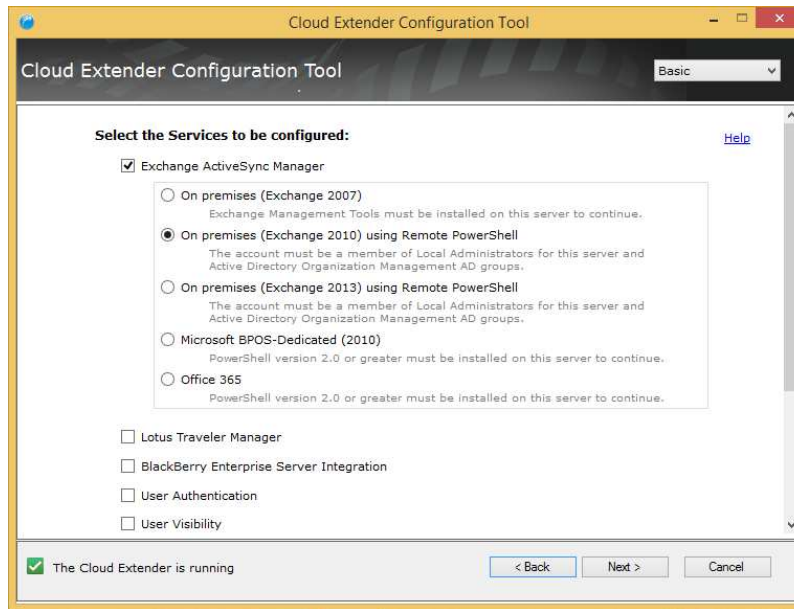 Cloud Extender Configuration Tool
Cloud Extender Configuration Tool
Basic
Select the Services to be configured:
Help
Exchange ActiveSync Manager
On premises (Exchange 2007)
Exchange Management Tools must be installed on this server to continue.
On premises (Exchange 2010) using Remote PowerShell
The account must be a member of Local Administrators for this server and
Active Directory Organization Management AD groups.
On premises (Exchange 2013) using Remote PowerShell
The account must be a member of Local Administrators for this server and
Active Directory Organization Management AD groups.
Microsoft BPOS-Dedicated (2010)
PowerShell version 2.0 or greater must be installed on this server to continue.
Office 365
PowerShell version 2.0 or greater must be installed on this server to continue.
Lotus Traveler Manager
BlackBerry Enterprise Server Integration
User Authentication
User Visibility
The Cloud Extender is running
< Back
Next >
Cancel